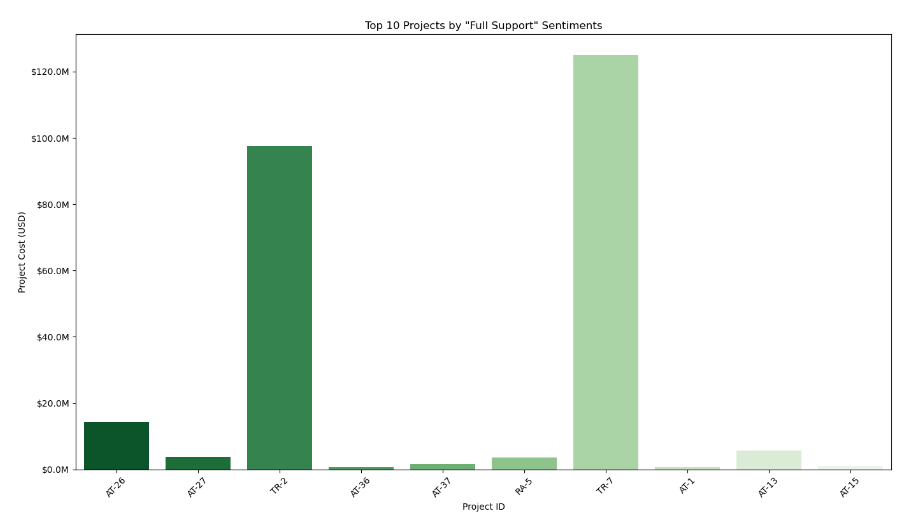 Top 10 Projects by "Full Support" Sentiments
Project Cost (USD)
$120.0M
$100.0M
$80.0M
$60.0M
$40.0M
$20.0M
$0.0M
AT-26
AT-27
TR-2
AT-36
AT-37
RA-5
TR-7
AT-1
AT-13
AT-15
Project ID